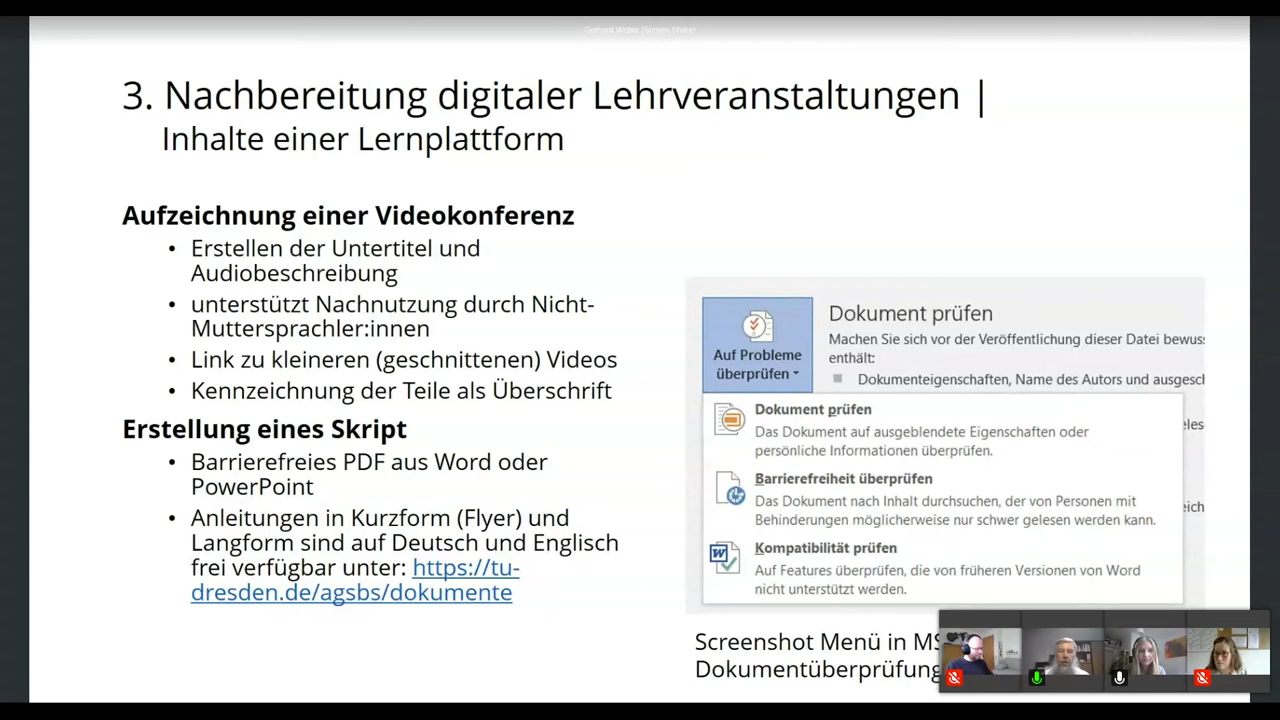 Gerhard Weber (Screen Share)
3. Nachbereitung digitaler Lehrveranstaltungen |
Inhalte einer Lernplattform
Aufzeichnung einer Videokonferenz
• Erstellen der Untertitel und
Audiobeschreibung
• unterstützt Nachnutzung durch Nicht-
Muttersprachler:innen
• Link zu kleineren (geschnittenen) Videos
• Kennzeichnung der Teile als Überschrift
Erstellung eines Skript
• Barrierefreies PDF aus Word oder
PowerPoint
• Anleitungen in Kurzform (Flyer) und
Langform sind auf Deutsch und Englisch
frei verfügbar unter: https://tu-
dresden.de/agsbs/dokumente
Auf Probleme
überprüfen
Dokument prüfen
Machen Sie sich vor der Veröffentlichung dieser Datei bewus
enthält:
Dokumenteigenschaften, Name des Autors und ausgesch
Dokument prüfen
Das Dokument auf ausgeblendete Eigenschaften oder
persönliche Informationen überprüfen.
Barrierefreiheit überprüfen
Das Dokument nach Inhalt durchsuchen, der von Personen mit
Behinderungen möglicherweise nur schwer gelesen werden kann.
Kompatibilität prüfen
Auf Features überprüfen, die von früheren Versionen von Word
nicht unterstützt werden.
Screenshot Menü in MS
Dokumentüberprüfung